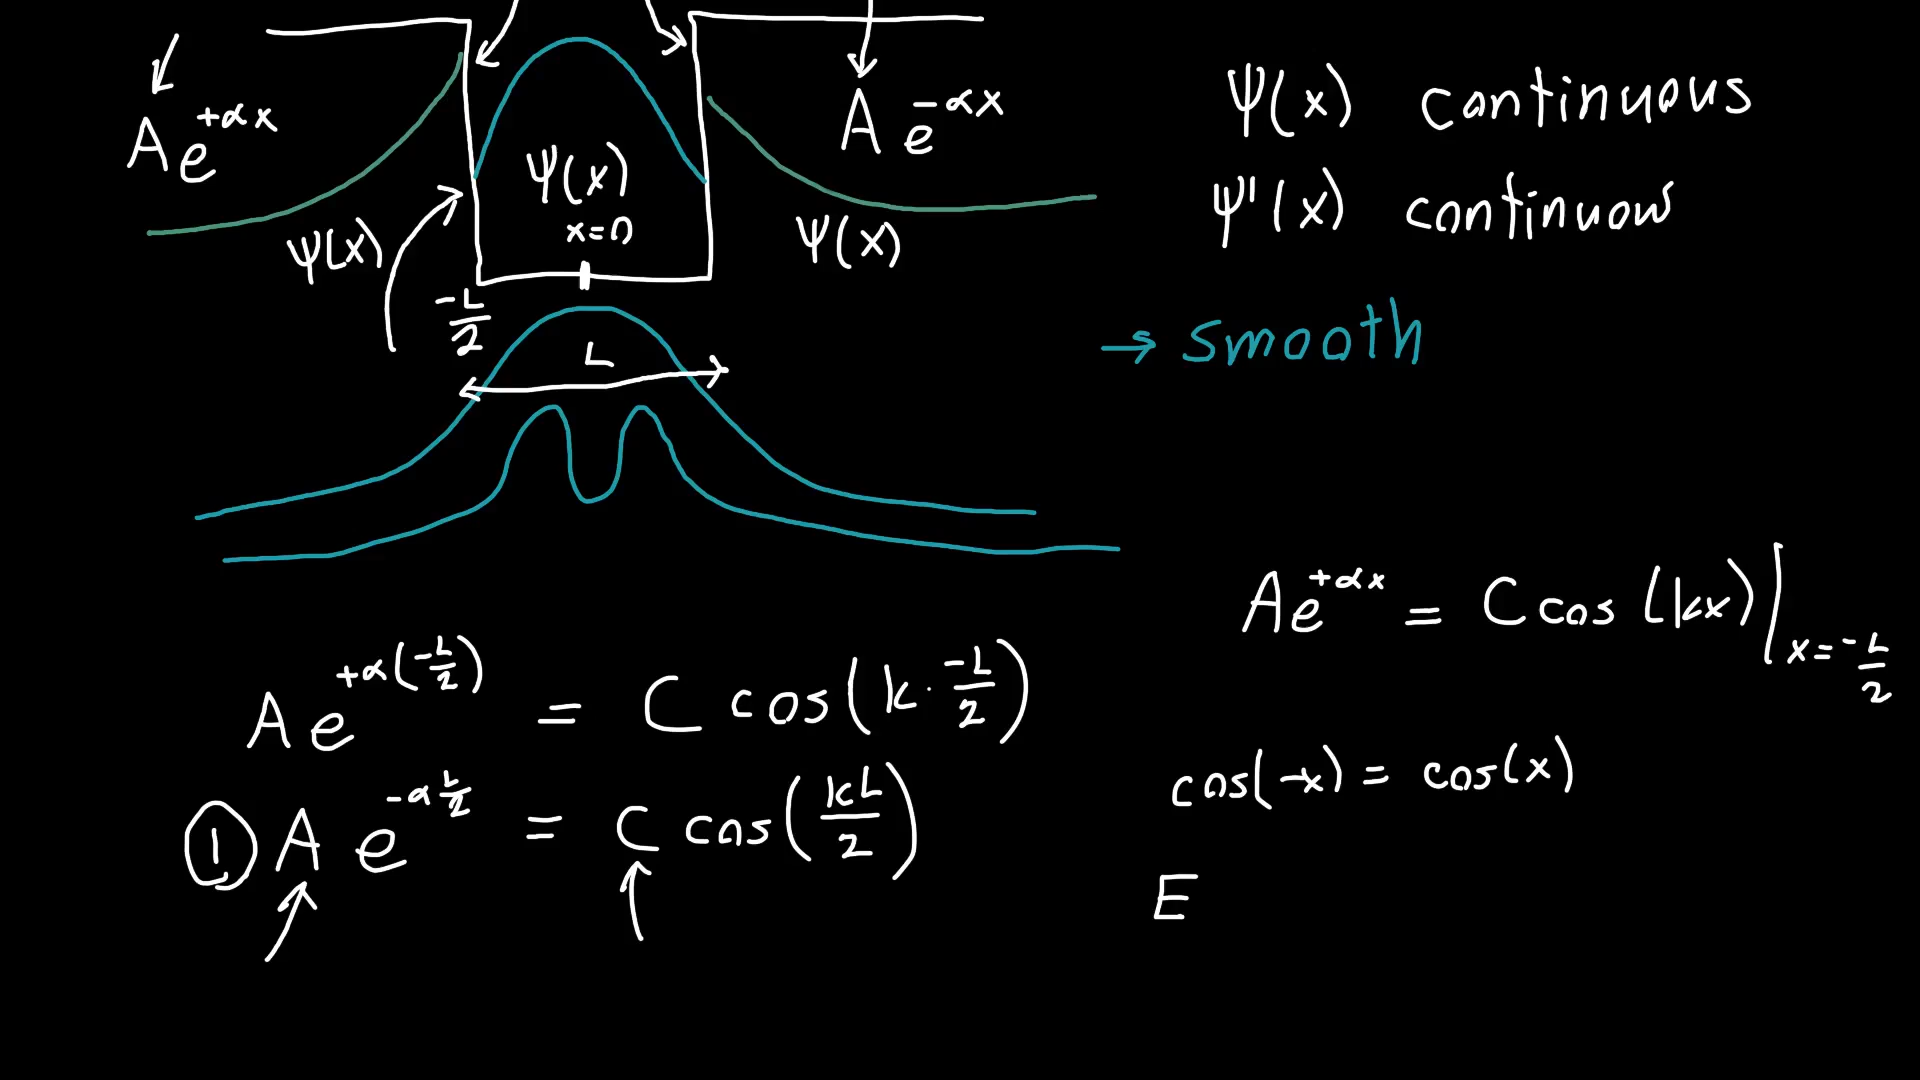 Ae^{+αx}
Ae^{-αx}
ψ(x) continuous
ψ(x)
x=0
ψ'(x) continuous
ψ(x)
ψ(x)
-L/2
→ smooth
L
Ae^{+αx} = C cos(kx)|_{x=-L/2}
Ae^{+α(-L/2)} = C cos(k·-L/2)
cos(-x) = cos(x)
① Ae^{-αL/2} = C cos(kL/2)
E